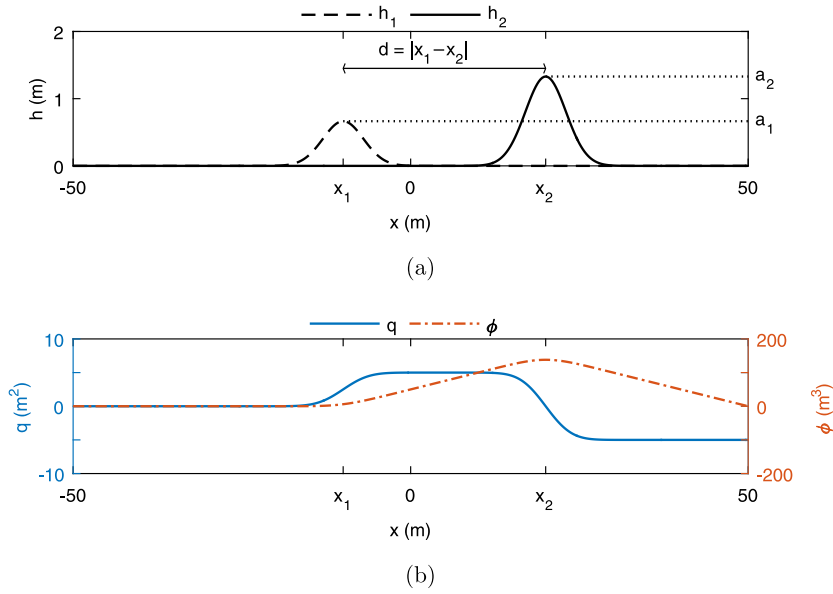 h₁ h₂
2
d = |x₁−x₂|
a₂
h (m)
1
a₁
0
-50 x₁ 0 x₂ 50
x (m)
(a)
q ϕ
10 200
q (m²) 0 0 ϕ (m³)
-10 -200
-50 x₁ 0 x₂ 50
x (m)
(b)